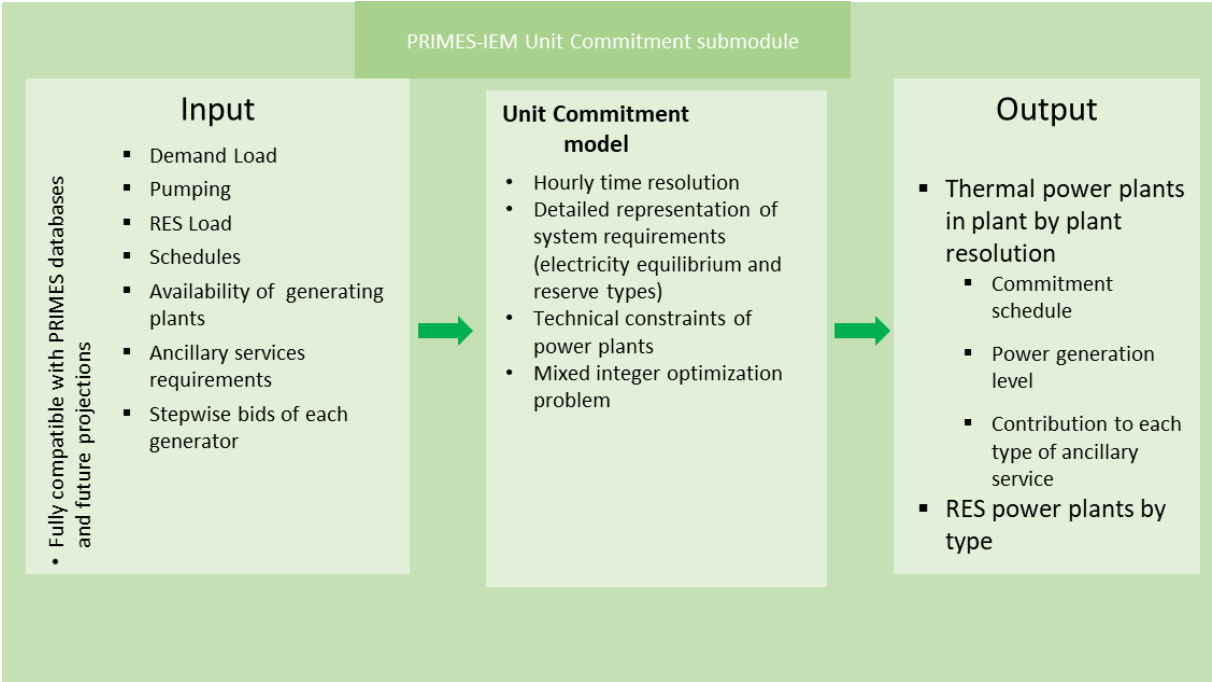 PRIMES-IEM Unit Commitment submodule
Input
• Fully compatible with PRIMES databases
and future projections
▪ Demand Load
▪ Pumping
▪ RES Load
▪ Schedules
▪ Availability of generating
plants
▪ Ancillary services
requirements
▪ Stepwise bids of each
generator
Unit Commitment
model
• Hourly time resolution
• Detailed representation of
system requirements
(electricity equilibrium and
reserve types)
• Technical constraints of
power plants
• Mixed integer optimization
problem
Output
▪ Thermal power plants
in plant by plant
resolution
▪ Commitment
schedule
▪ Power generation
level
▪ Contribution to each
type of ancillary
service
▪ RES power plants by
type